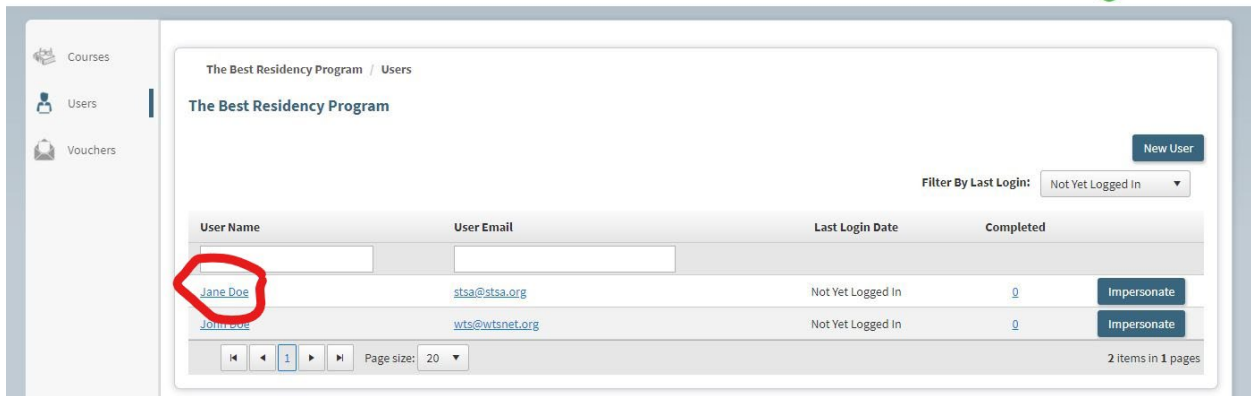 Courses
Users
Vouchers
The Best Residency Program / Users
The Best Residency Program
New User
Filter By Last Login: Not Yet Logged In
User Name User Email Last Login Date Completed
Jane Doe stsa@stsa.org Not Yet Logged In 0 Impersonate
John Doe wts@wtsnet.org Not Yet Logged In 0 Impersonate
1 Page size: 20 2 items in 1 pages